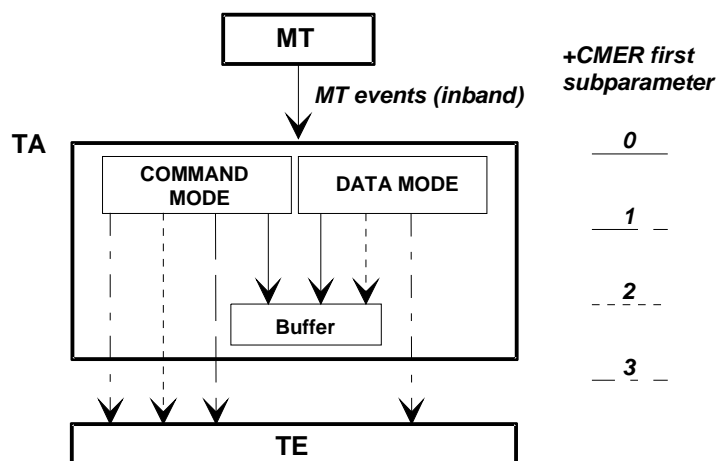 MT
+CMER first
subparameter
MT events (inband)
TA
0
COMMAND
MODE
DATA MODE
1
2
Buffer
3
TE